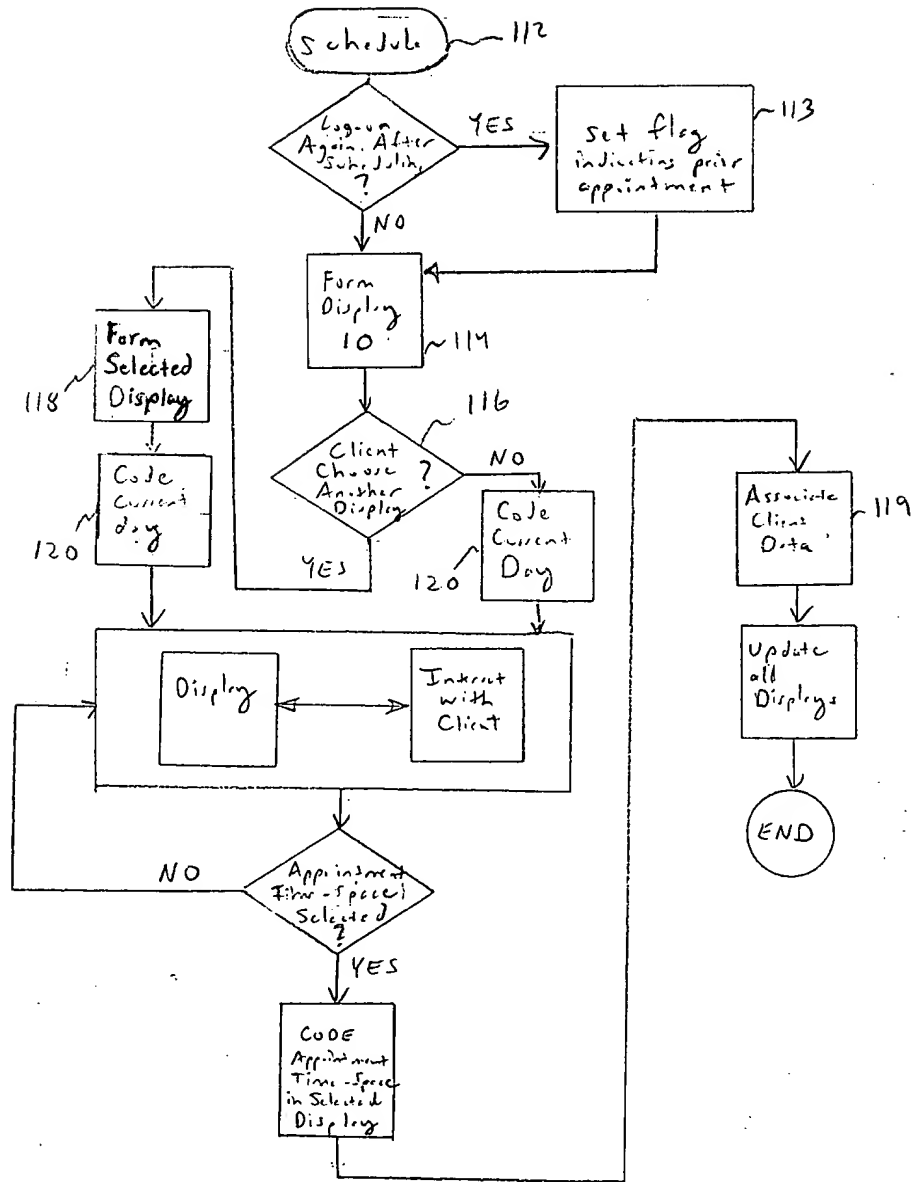 Schedule
112
Log-on
Again After
Scheduling
?
YES
113
Set flag
indicating prior
appointment
NO
Form
Display
10
114
Form
Selected
Display
118
116
Client
Choose
Another
Display
?
NO
Code
Current
day
120
YES
Code
Current
Day
120
Associate
Client
Data
119
Display
Interact
with
Client
Update
all
Displays
END
NO
Appointment
Time-Space
Selected
?
YES
CODE
Appointment
Time-Space
in Selected
Display